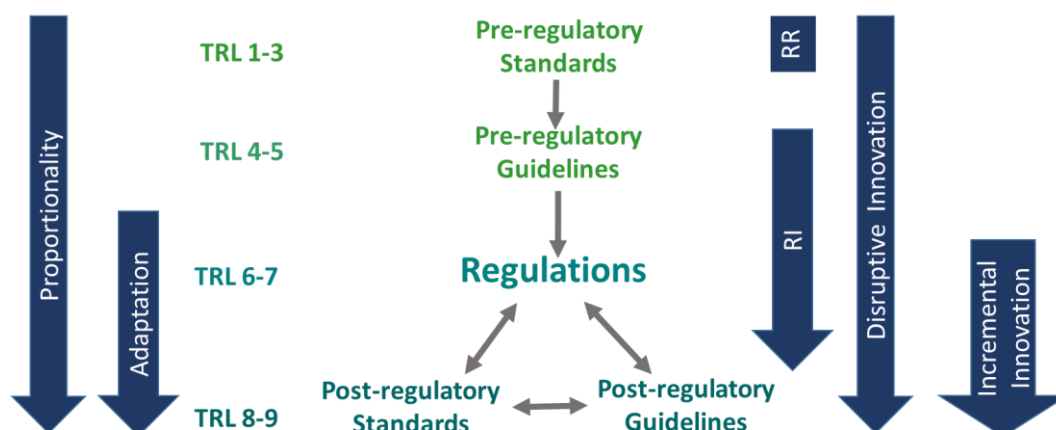 Proportionality
Adaptation
TRL 1-3
TRL 4-5
TRL 6-7
TRL 8-9
Pre-regulatory
Standards
Pre-regulatory
Guidelines
Regulations
Post-regulatory
Standards
Post-regulatory
Guidelines
RR
RI
Disruptive Innovation
Incremental
Innovation